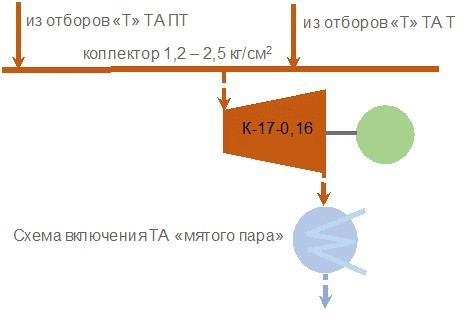 из отборов «Т» ТА ПТ
из отборов «Т» ТА Т
коллектор 1,2 – 2,5 кг/см²
К-17-0,16
Схема включения ТА «мятого пара»